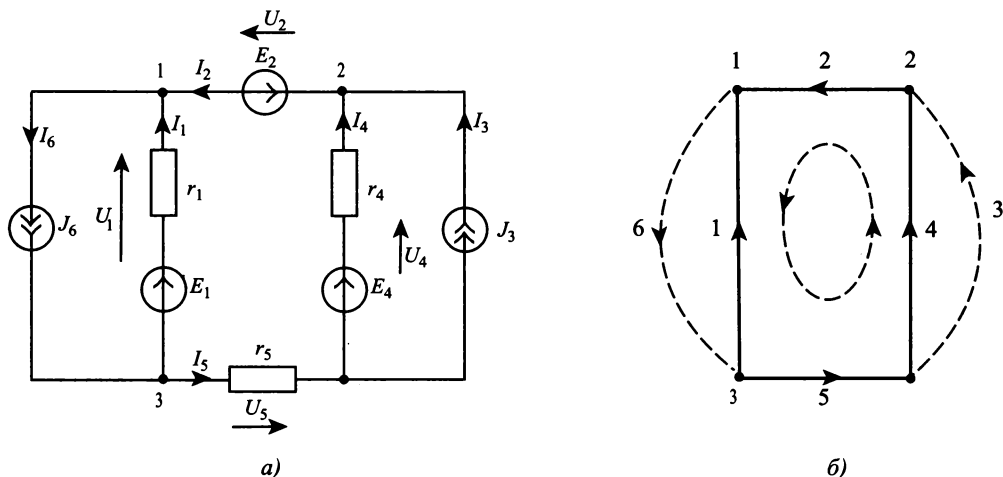 U₂
1 I₂ E₂ 2
1 2 2
I₆ I₁ I₄ I₃
r₁ r₄
U₁ J₆ U₄ J₃
6 1 4 3
E₁ E₄
I₅ r₅
3 U₅
3 5
а) б)